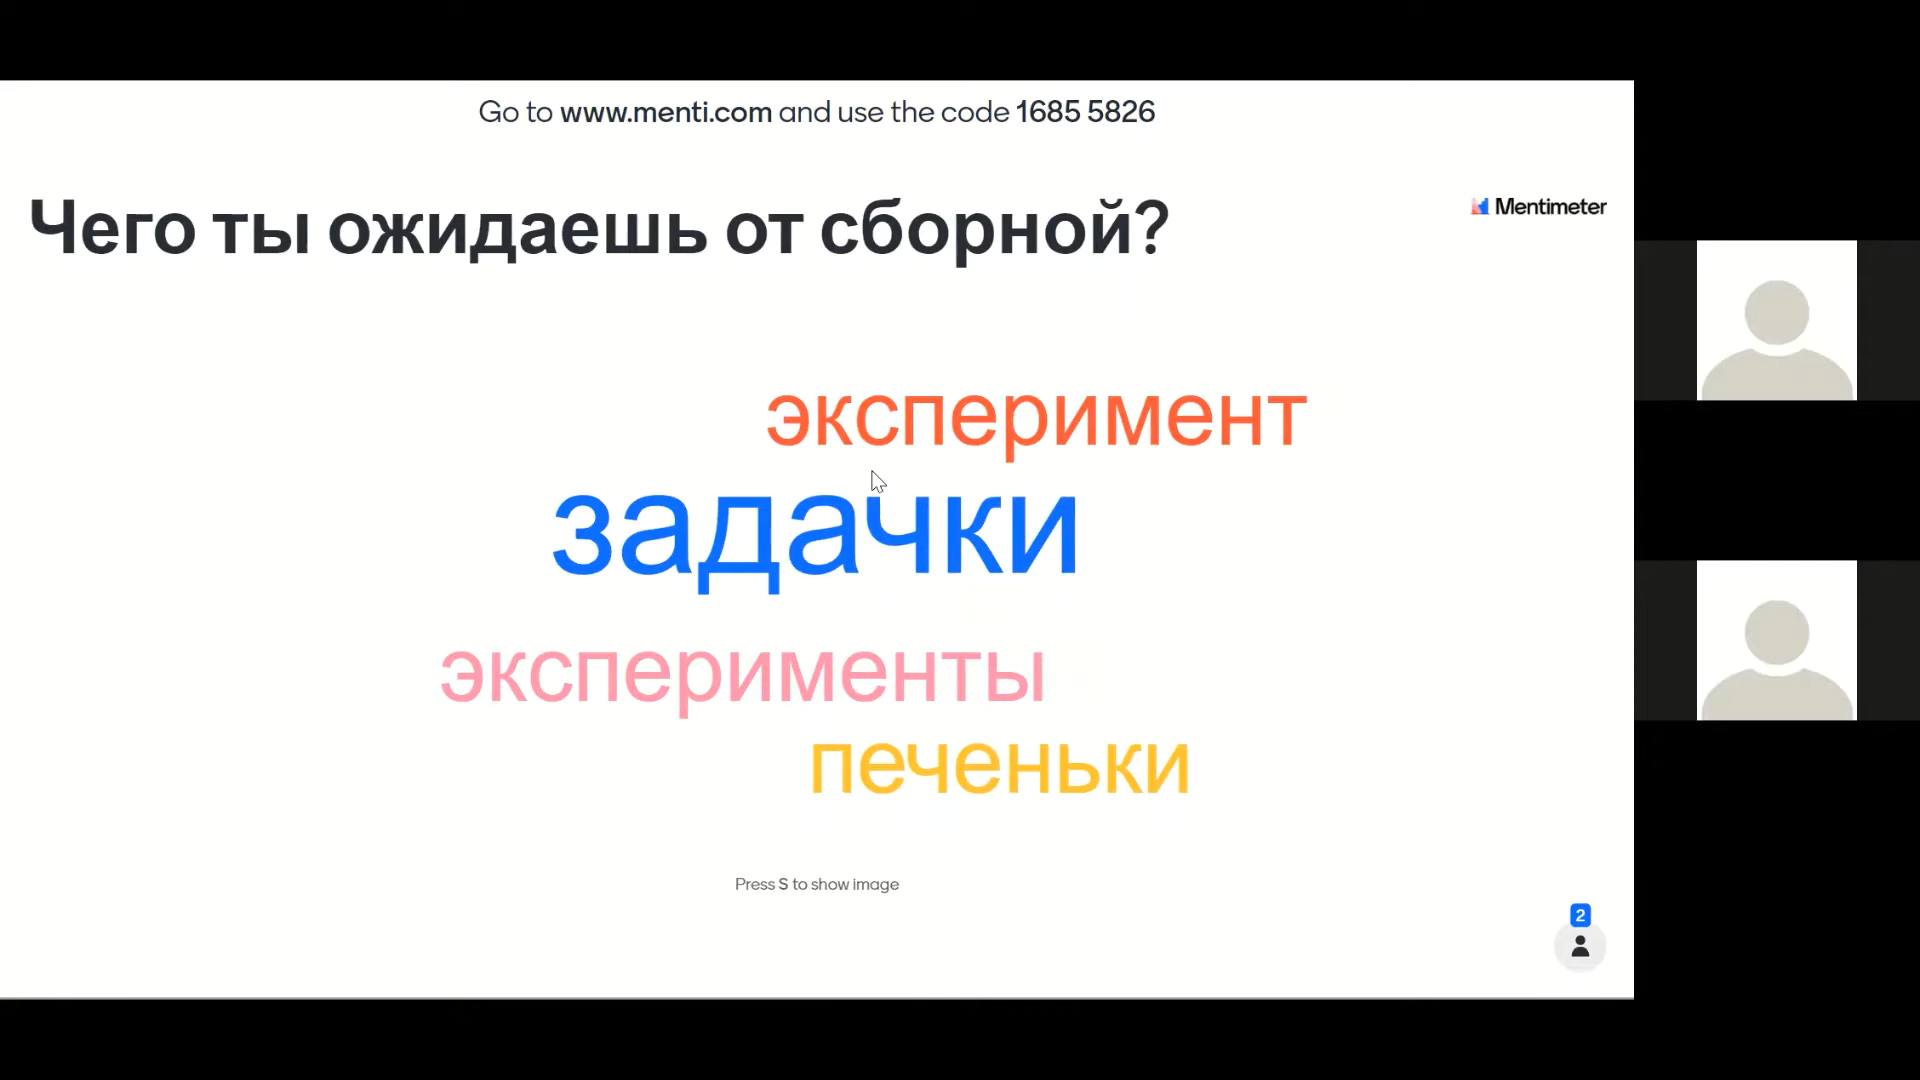 Go to www.menti.com and use the code 1685 5826
Чего ты ожидаешь от сборной?
Mentimeter
эксперимент
задачки
эксперименты
печеньки
Press S to show image
2